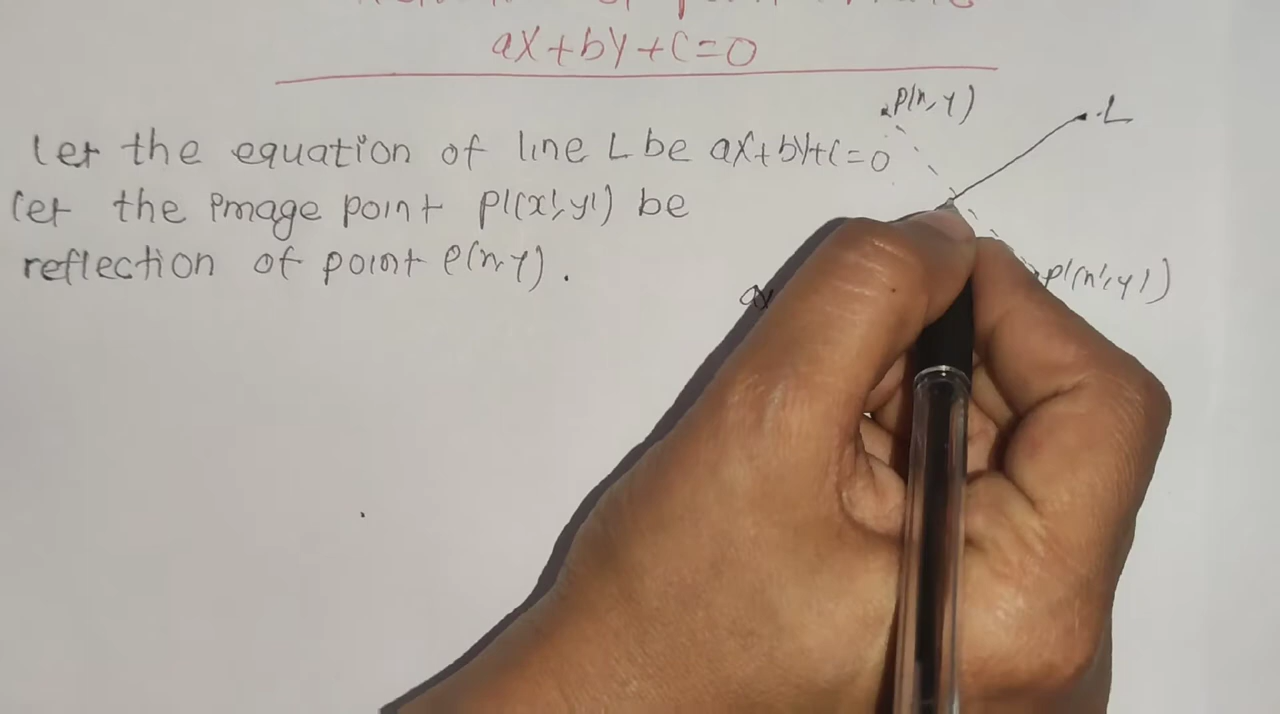 aX+bY+C=0
P(x,y)
L
let the equation of line L be aX+bY+C=0
let the image point P'(x',y') be
reflection of point P(x,y).
P'(x',y')